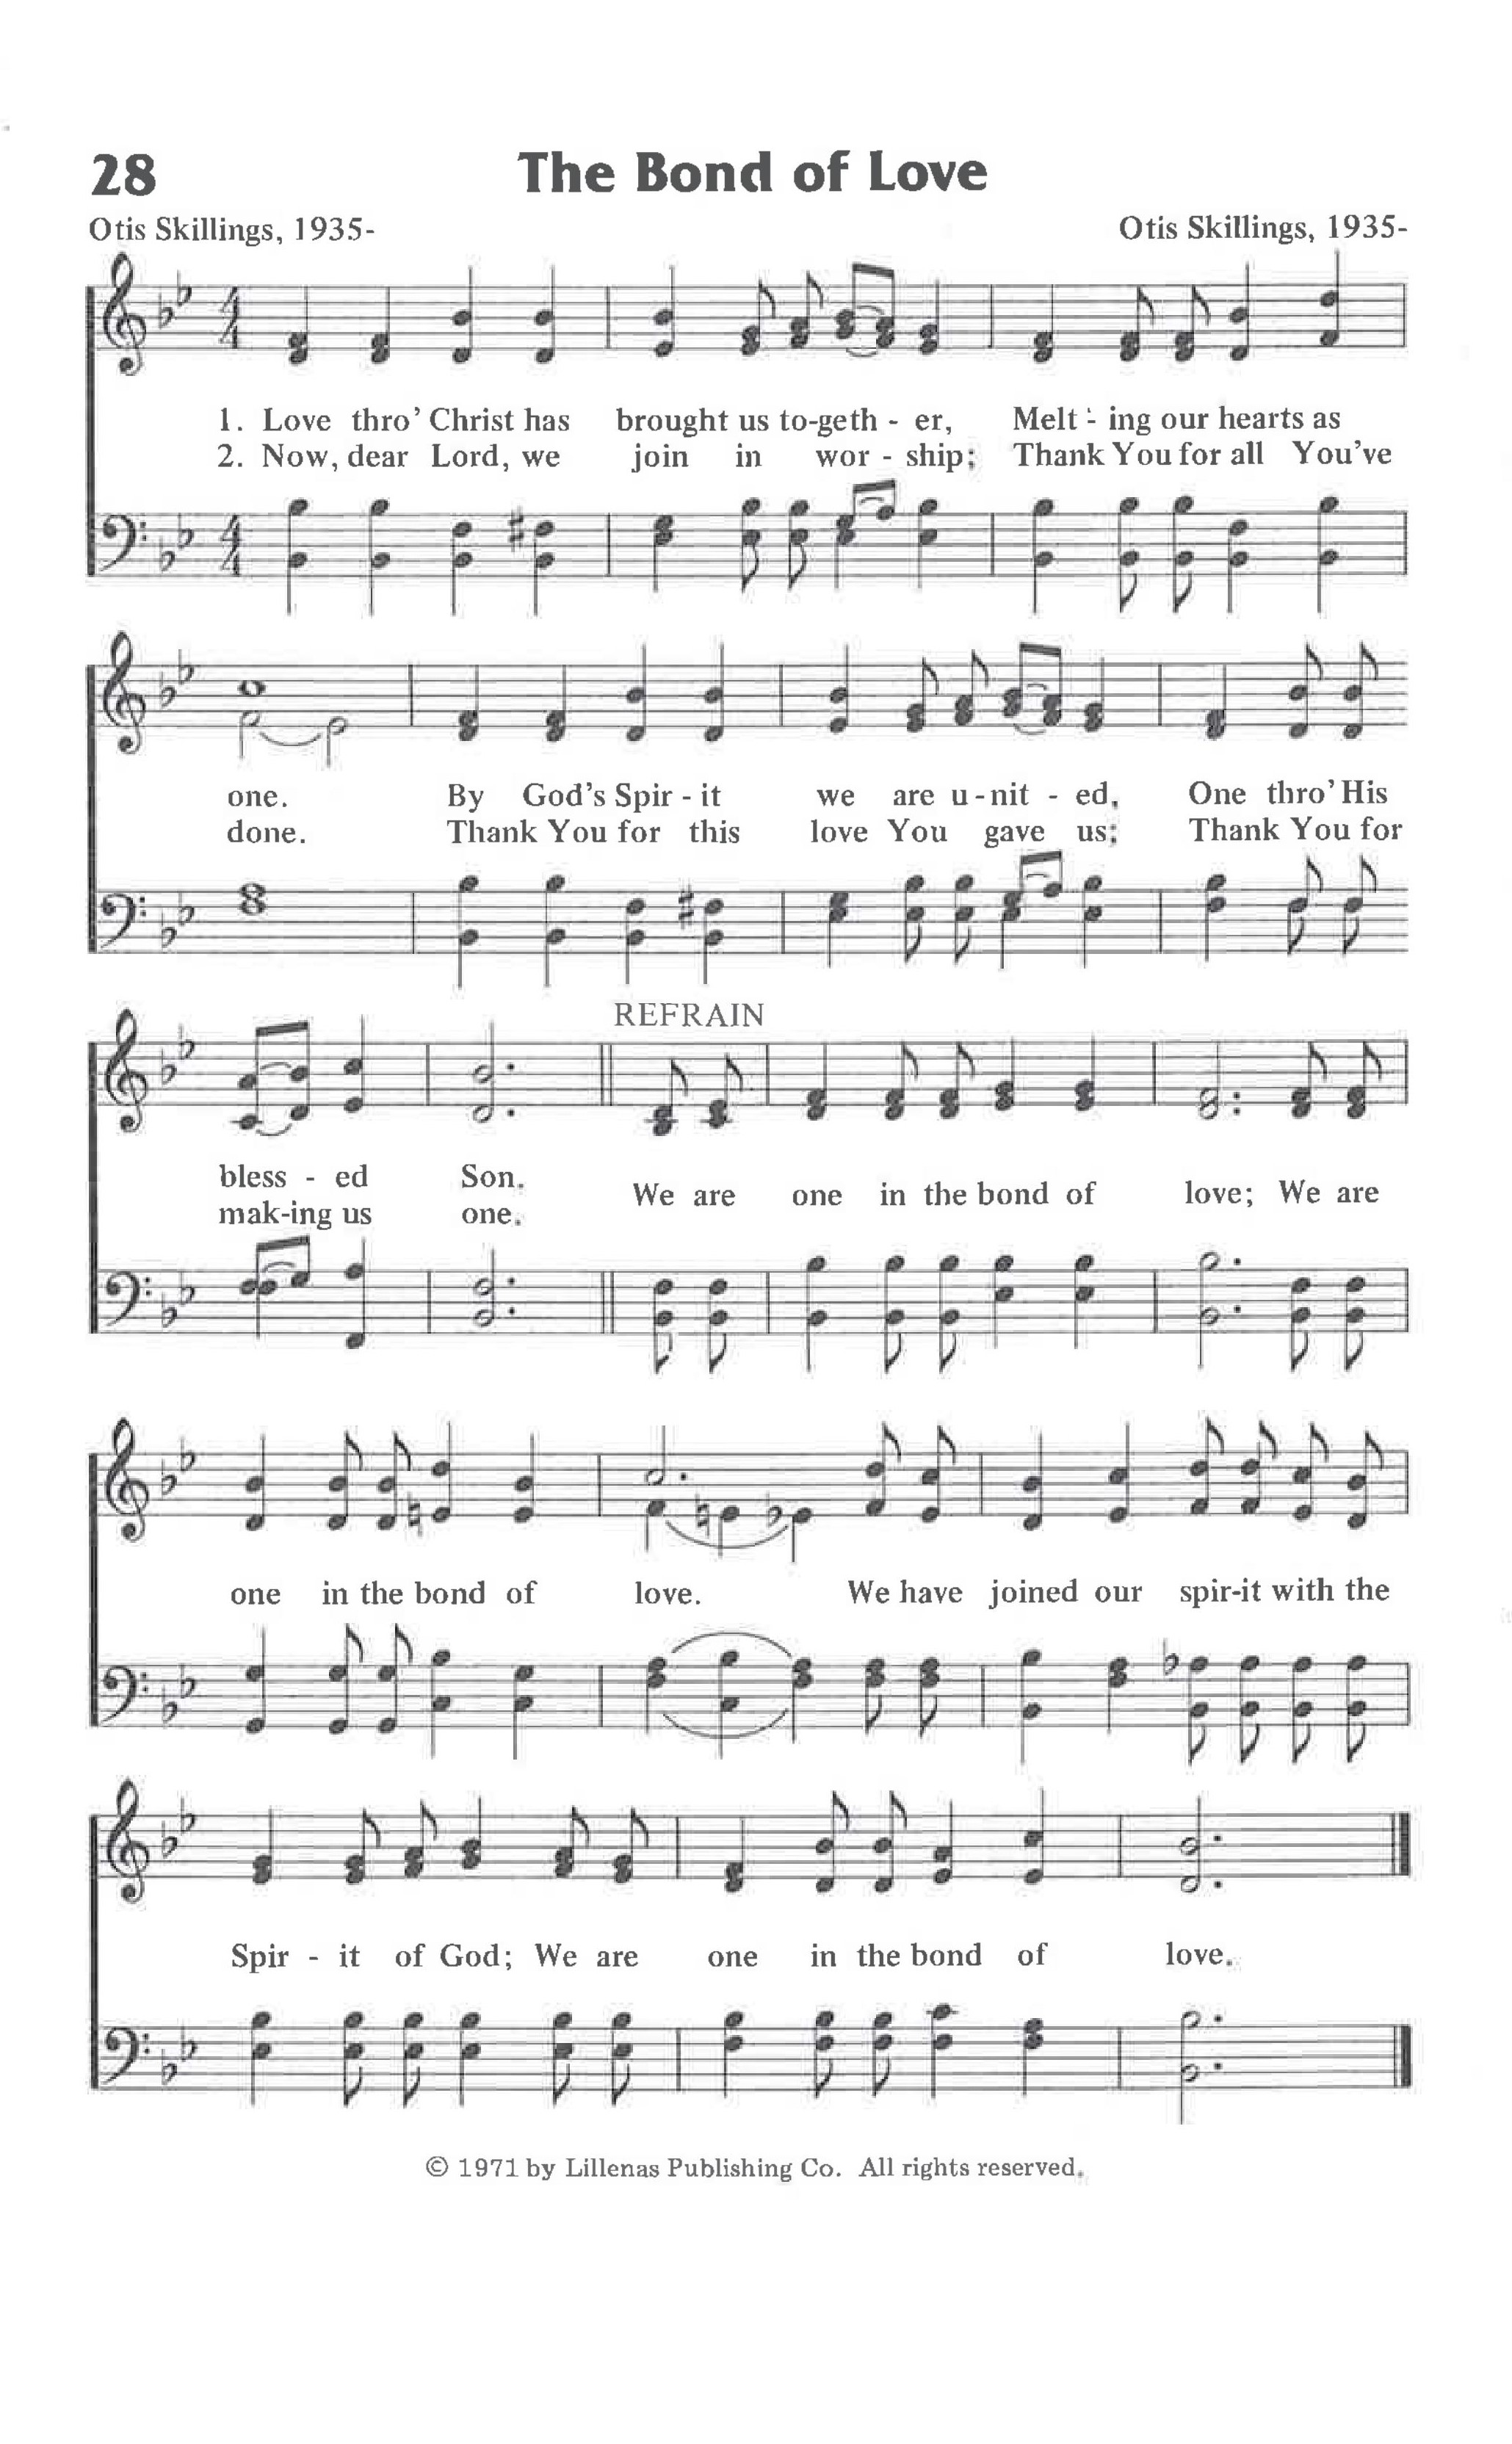 28 The Bond of Love
Otis Skillings, 1935- Otis Skillings, 1935-
1. Love thro' Christ has brought us to-geth - er, Melt - ing our hearts as
2. Now, dear Lord, we join in wor - ship; Thank You for all You've
one. By God's Spir - it we are u-nit - ed, One thro' His
done. Thank You for this love You gave us; Thank You for
REFRAIN
bless - ed Son. We are one in the bond of love; We are
mak-ing us one.
one in the bond of love. We have joined our spir-it with the
Spir - it of God; We are one in the bond of love.
© 1971 by Lillenas Publishing Co. All rights reserved.